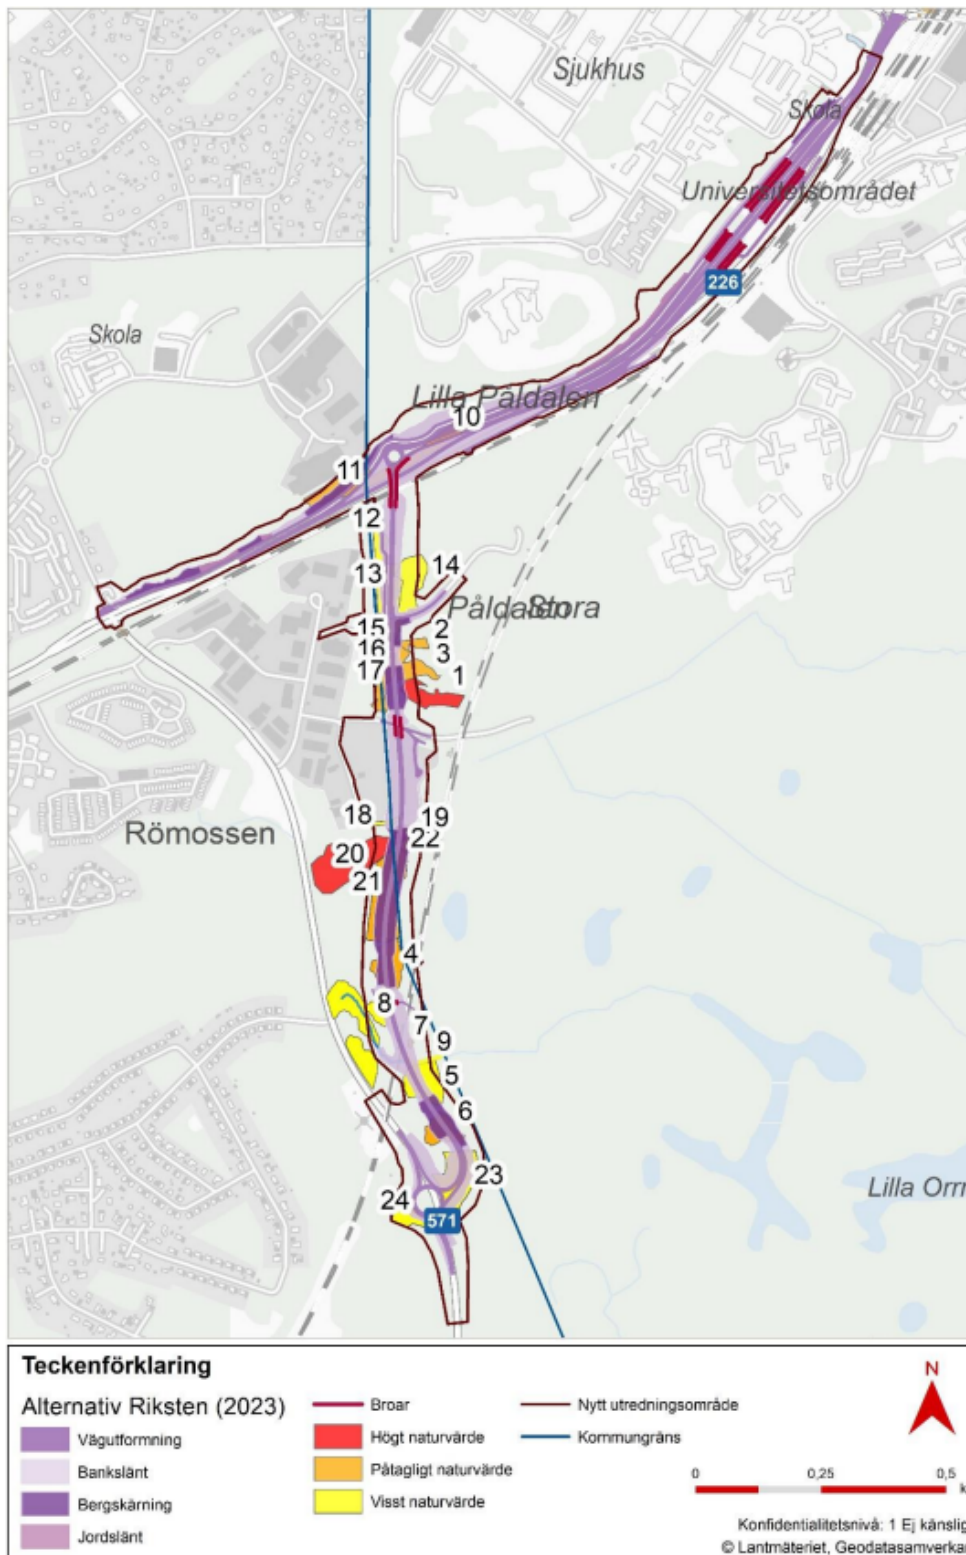 Sjukhus
Skola
Universitetsområdet
226
Skola
Lilla Påldalen
10
11
12
13
14
Påldalen
Stora
15
2
16
3
17
1
18
19
22
Römossen
20
21
4
8
7
9
5
6
23
24
571
Lilla Orrm
Teckenförklaring
Alternativ Riksten (2023)
Vägutformning
Bankslänt
Bergskärning
Jordslänt
Broar
Högt naturvärde
Påtagligt naturvärde
Visst naturvärde
Nytt utredningsområde
Kommungräns
N
0 0,25 0,5
k
Konfidentialitetsnivå: 1 Ej känslig
© Lantmäteriet, Geodatasamverkan